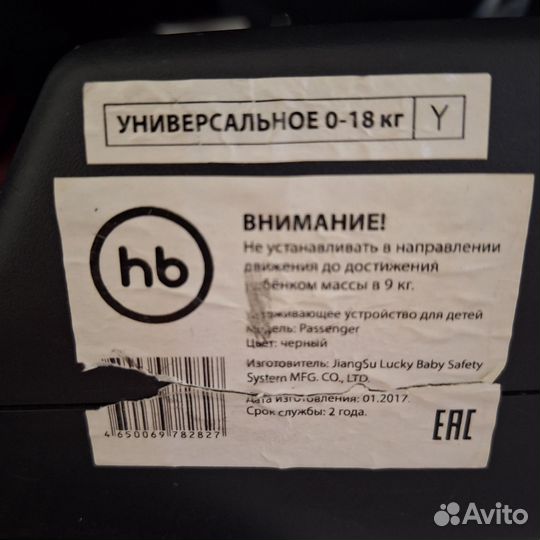 УНИВЕРСАЛЬНОЕ 0-18 кг Y
hb
ВНИМАНИЕ!
Не устанавливать в направлении
движения до достижения
ребёнком массы в 9 кг.
удерживающее устройство для детей
модель: Passenger
Цвет: черный
Изготовитель: JiangSu Lucky Baby Safety
System MFG. CO., LTD.
Дата изготовления: 01.2017.
Срок службы: 2 года.
4 650069 782827
EAC
Avito